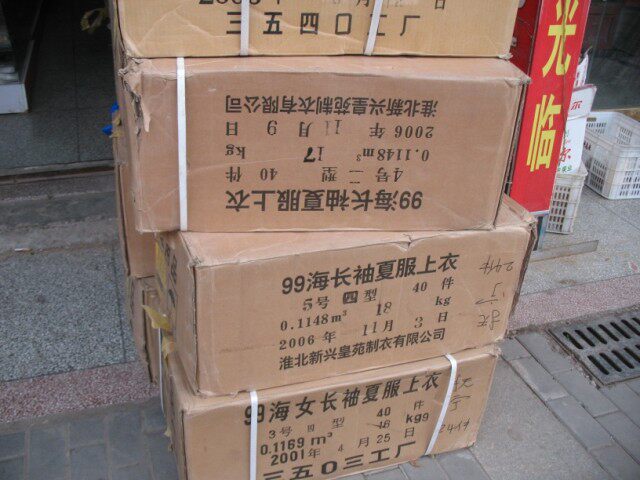 三五四〇工厂
99海长袖夏服上衣
4号 二 型 40 件
0.1148m³ 17 kg
2006 年 11 月 9 日
淮北新兴皇苑制衣有限公司
99海长袖夏服上衣
5号 四 型 40 件
0.1148m³ 18 kg
2006 年 11 月 3 日
淮北新兴皇苑制衣有限公司
24件
99海女长袖夏服上衣
3号 四 型 40 件
0.1169 m³ 16 kg
2001 年 4 月 25 日
三五〇三工厂
24件
光临